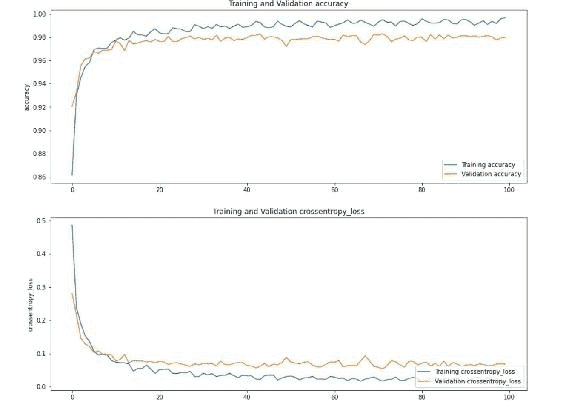 Training and Validation accuracy
1.00
0.98
0.96
0.94
0.92
0.90
0.88
0.86
accuracy
Training accuracy
Validation accuracy
0 20 40 60 80 100
Training and Validation crossentropy_loss
0.5
0.4
0.3
0.2
0.1
0.0
crossentropy_loss
Training crossentropy_loss
Validation crossentropy_loss
0 20 40 60 80 100